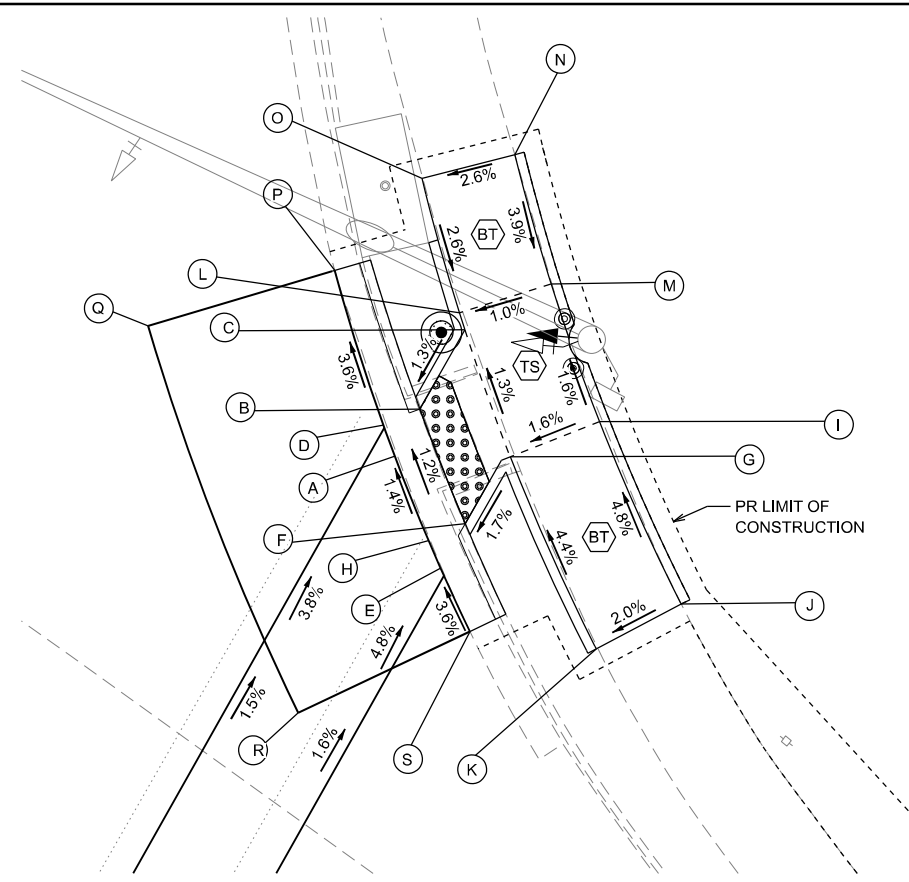 N
O
2.6%
P
BT
3.9%
2.6%
L
M
Q
C
1.0%
1.3%
TS
3.6%
1.3%
1.6%
B
D
1.6%
I
A
1.2%
G
1.4%
PR LIMIT OF
CONSTRUCTION
F
1.7%
4.8%
BT
H
4.4%
E
3.8%
J
3.6%
2.0%
4.8%
1.5%
R
1.6%
S
K